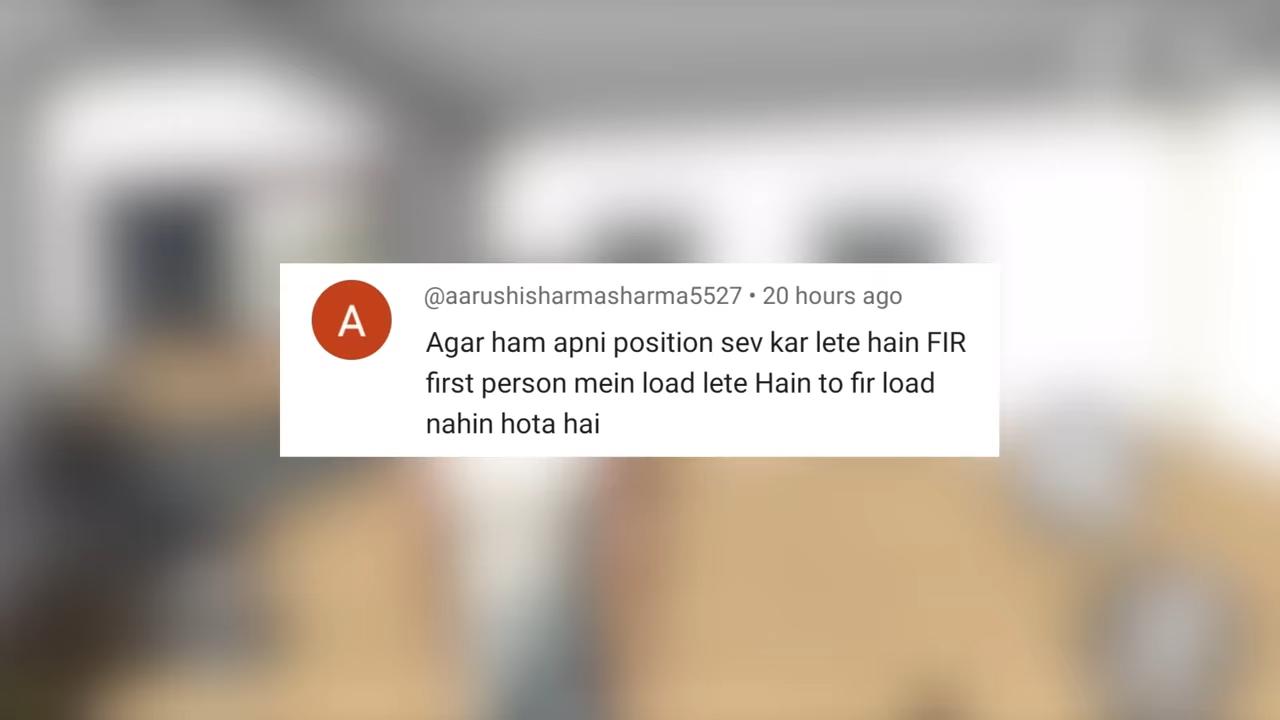 A
@aarushisharmasharma5527 • 20 hours ago
Agar ham apni position sev kar lete hain FIR
first person mein load lete Hain to fir load
nahin hota hai